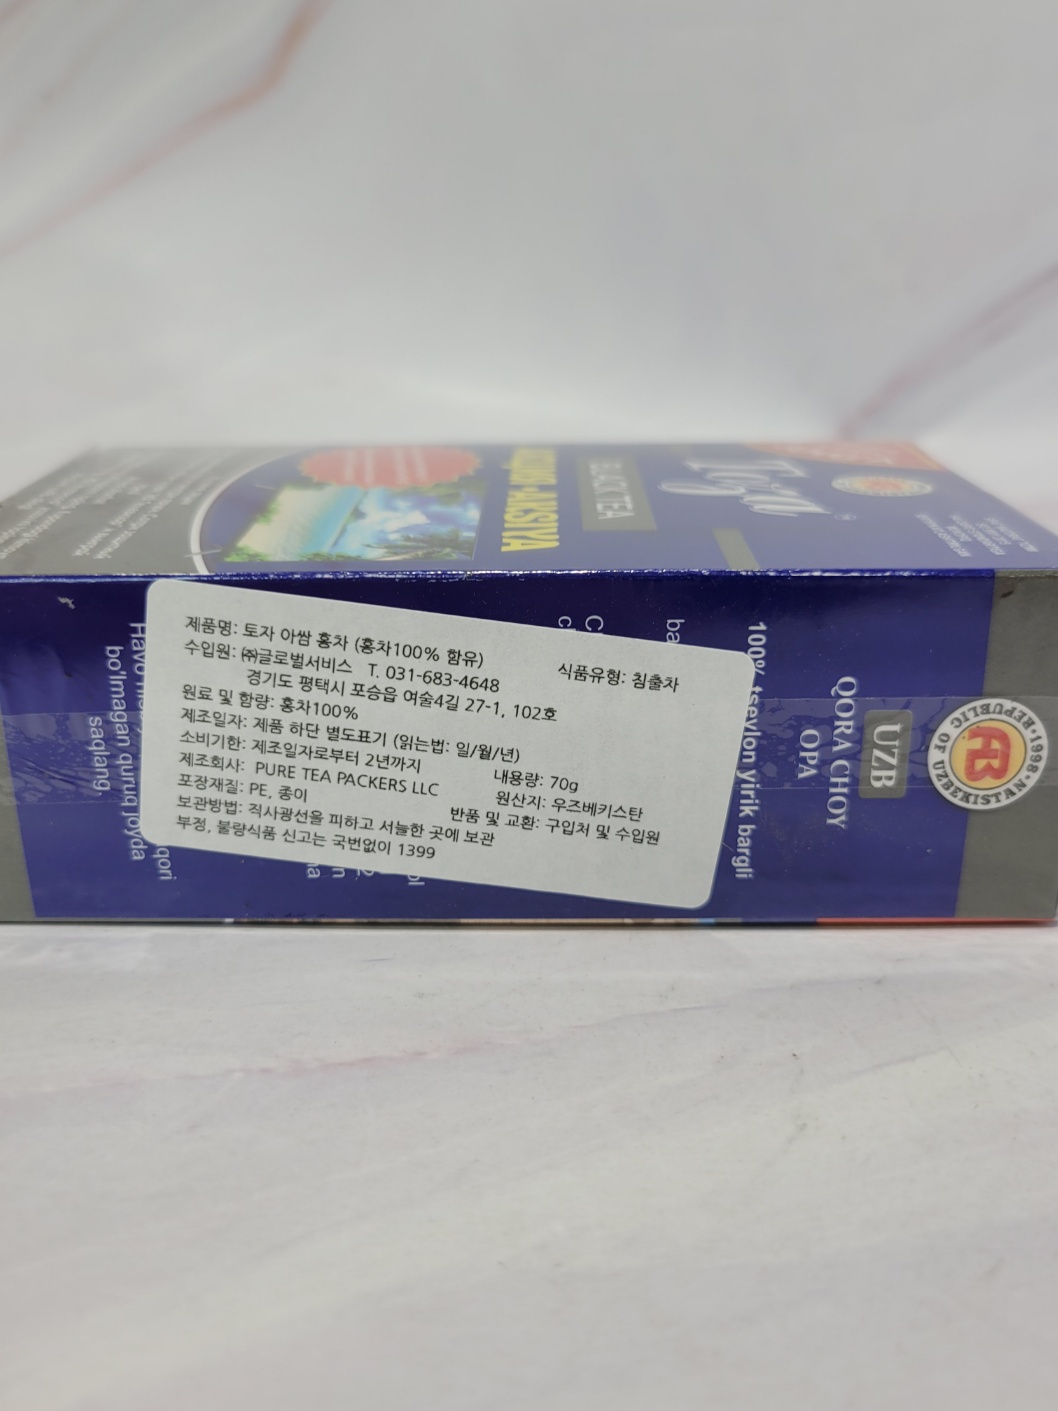 제품명: 토자 아쌈 홍차 (홍차100% 함유)
식품유형: 침출차
수입원: ㈜글로벌서비스 T. 031-683-4648
경기도 평택시 포승읍 여술4길 27-1, 102호
원료 및 함량: 홍차100%
제조일자: 제품 하단 별도표기 (읽는법: 일/월/년)
소비기한: 제조일자로부터 2년까지
내용량: 70g
제조회사: PURE TEA PACKERS LLC
원산지: 우즈베키스탄
포장재질: PE, 종이
반품 및 교환: 구입처 및 수입원
보관방법: 직사광선을 피하고 서늘한 곳에 보관
부정, 불량식품 신고는 국번없이 1399
BLACK TEA
AKSIYA
100% tseylon yirik bargli
QORA CHOY
OPA
UZB
REPUBLIC OF UZBEKISTAN
•1998•
bo'lmagan quruq joyda
saqlang.